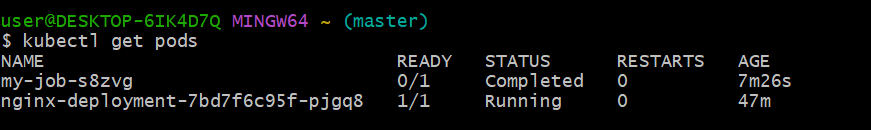 user@DESKTOP-6IK4D7Q MINGW64 ~ (master)
$ kubectl get pods
NAME READY STATUS RESTARTS AGE
my-job-s8zvg 0/1 Completed 0 7m26s
nginx-deployment-7bd7f6c95f-pjgq8 1/1 Running 0 47m